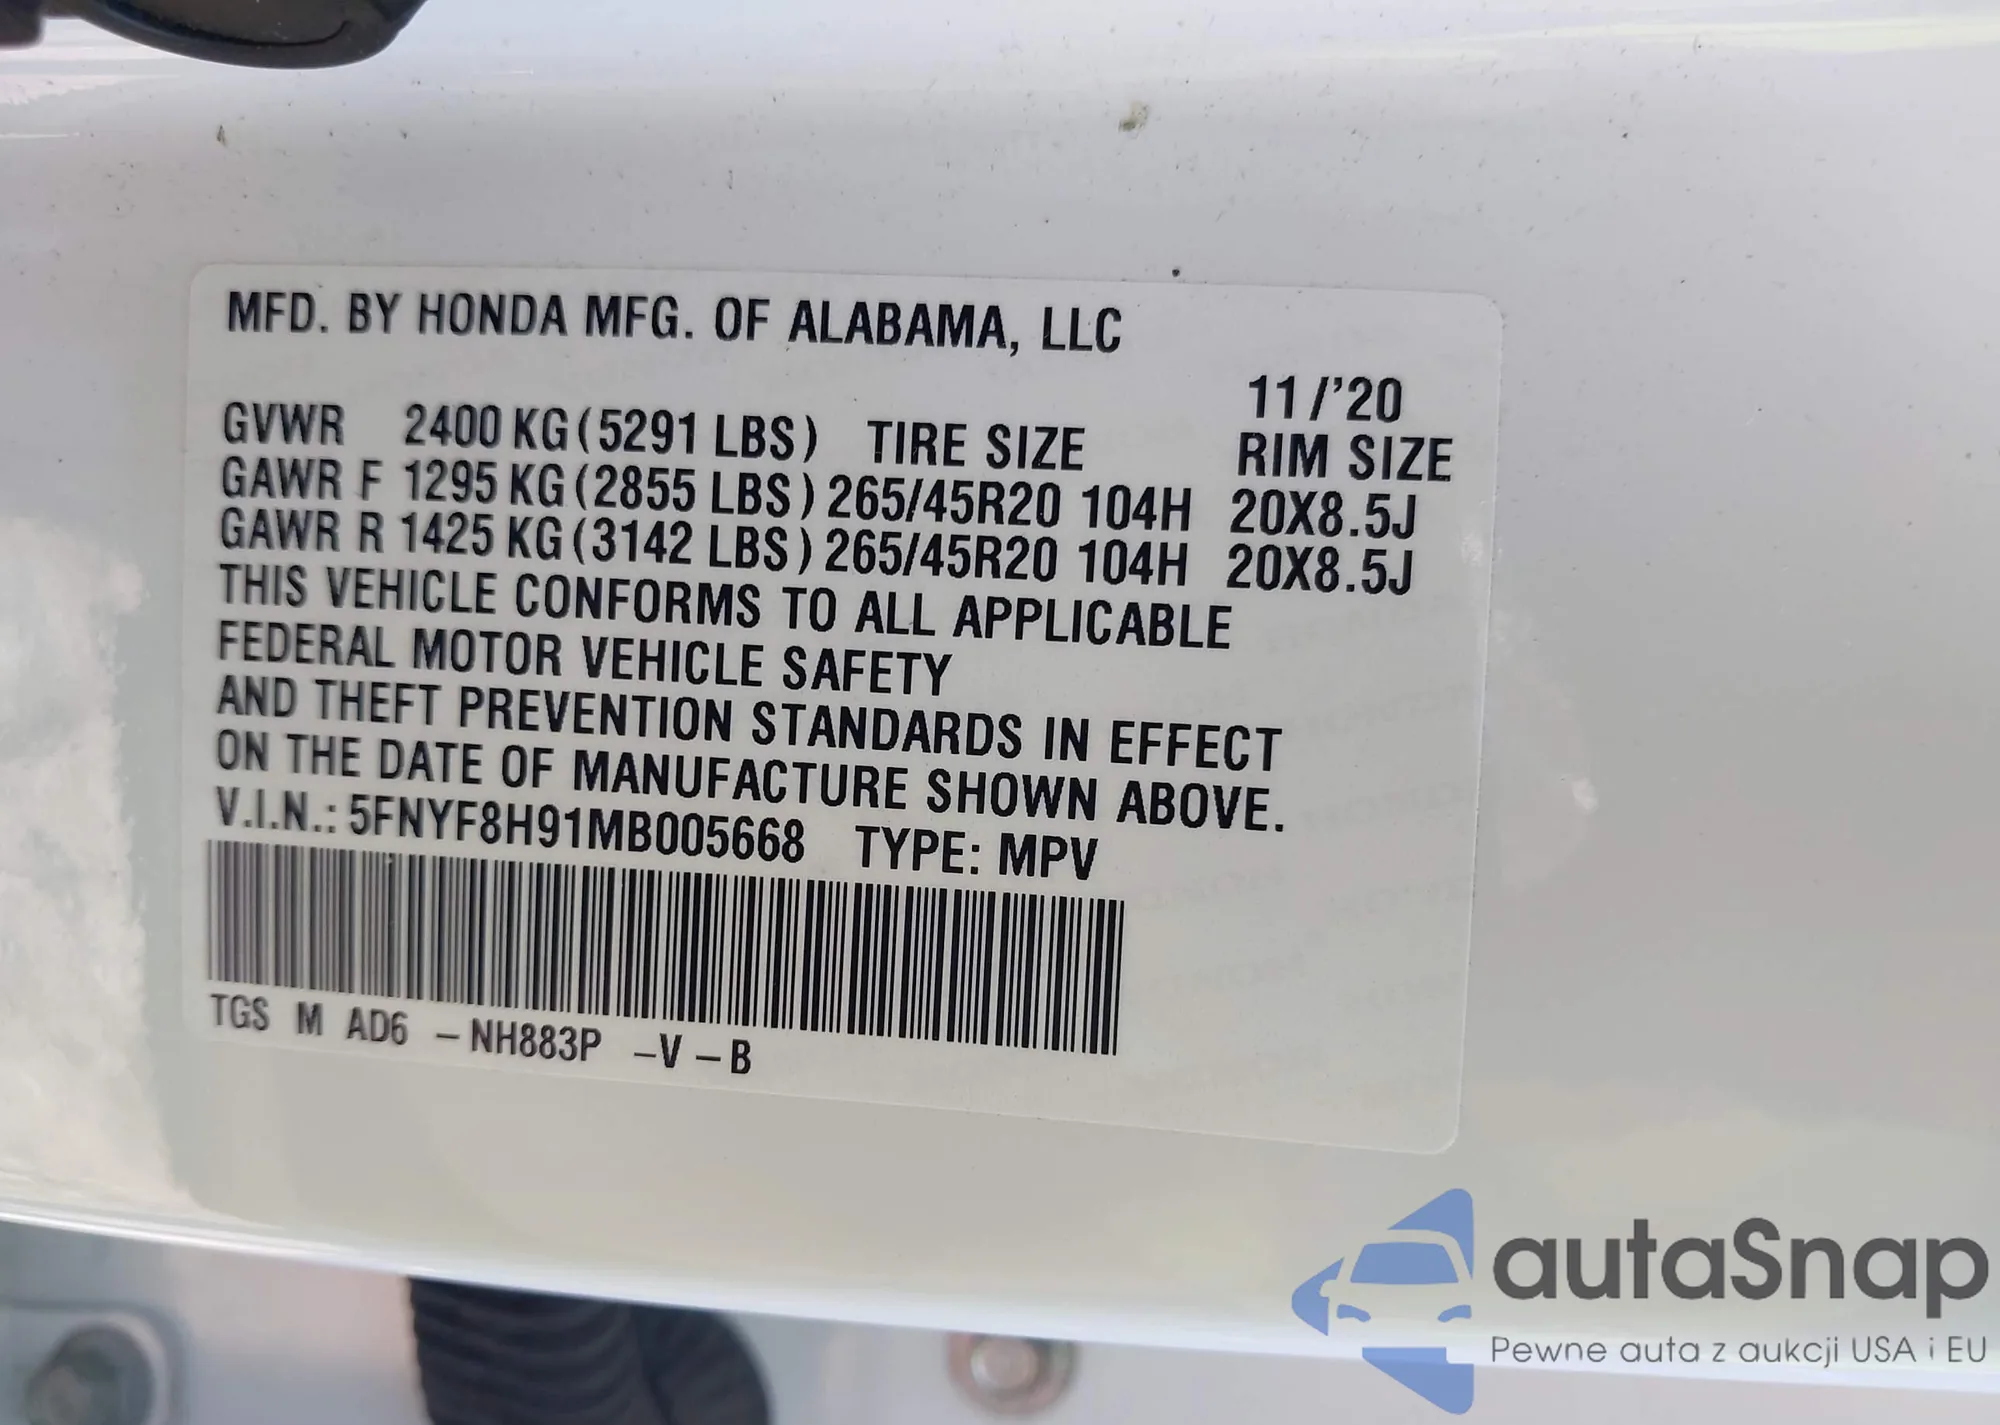 MFD. BY HONDA MFG. OF ALABAMA, LLC
11/'20
GVWR 2400 KG (5291 LBS) TIRE SIZE RIM SIZE
GAWR F 1295 KG (2855 LBS) 265/45R20 104H 20X8.5J
GAWR R 1425 KG (3142 LBS) 265/45R20 104H 20X8.5J
THIS VEHICLE CONFORMS TO ALL APPLICABLE
FEDERAL MOTOR VEHICLE SAFETY
AND THEFT PREVENTION STANDARDS IN EFFECT
ON THE DATE OF MANUFACTURE SHOWN ABOVE.
V.I.N.: 5FNYF8H91MB005668 TYPE: MPV
TGS M AD6 -NH883P -V -B
autaSnap
Pewne auta z aukcji USA i EU